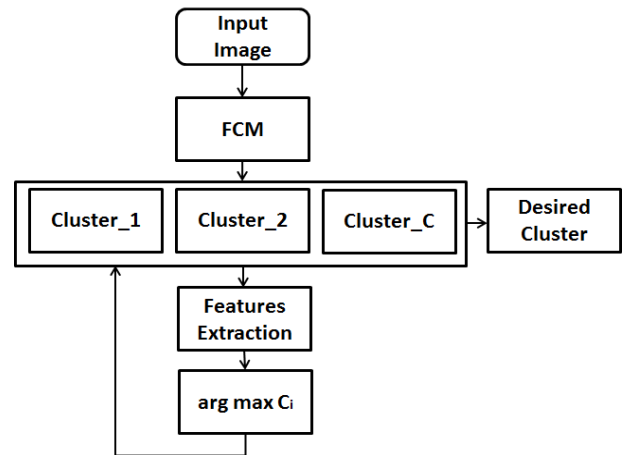 Input
Image
FCM
Cluster_1
Cluster_2
Cluster_C
Desired
Cluster
Features
Extraction
arg max Ci